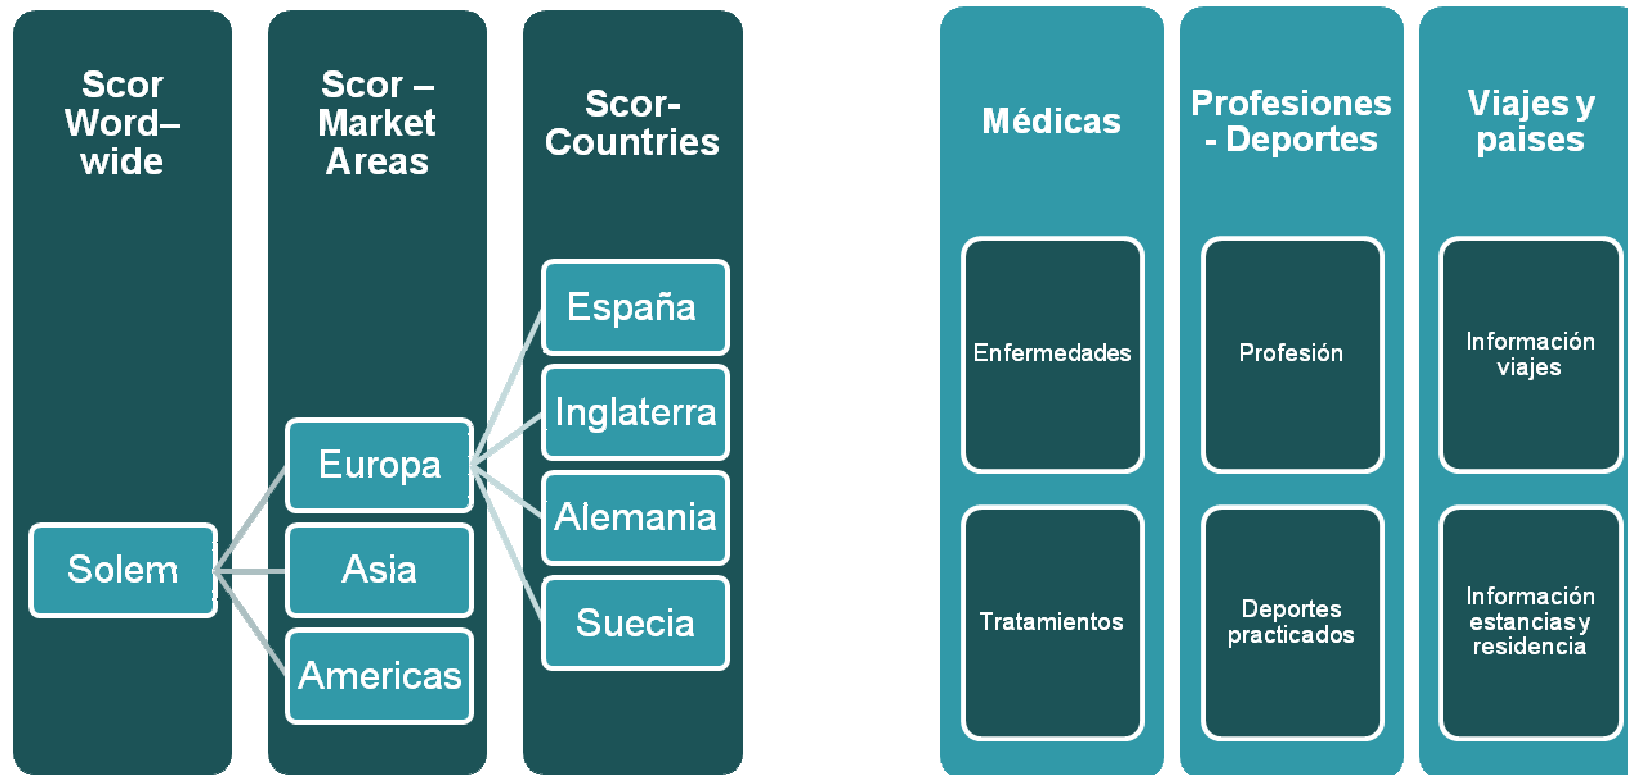 Scor
Word–
wide
Solem
Scor –
Market
Areas
Europa
Asia
Americas
Scor-
Countries
España
Inglaterra
Alemania
Suecia
Médicas
Enfermedades
Tratamientos
Profesiones
- Deportes
Profesión
Deportes
practicados
Viajes y
paises
Información
viajes
Información
estancias y
residencia